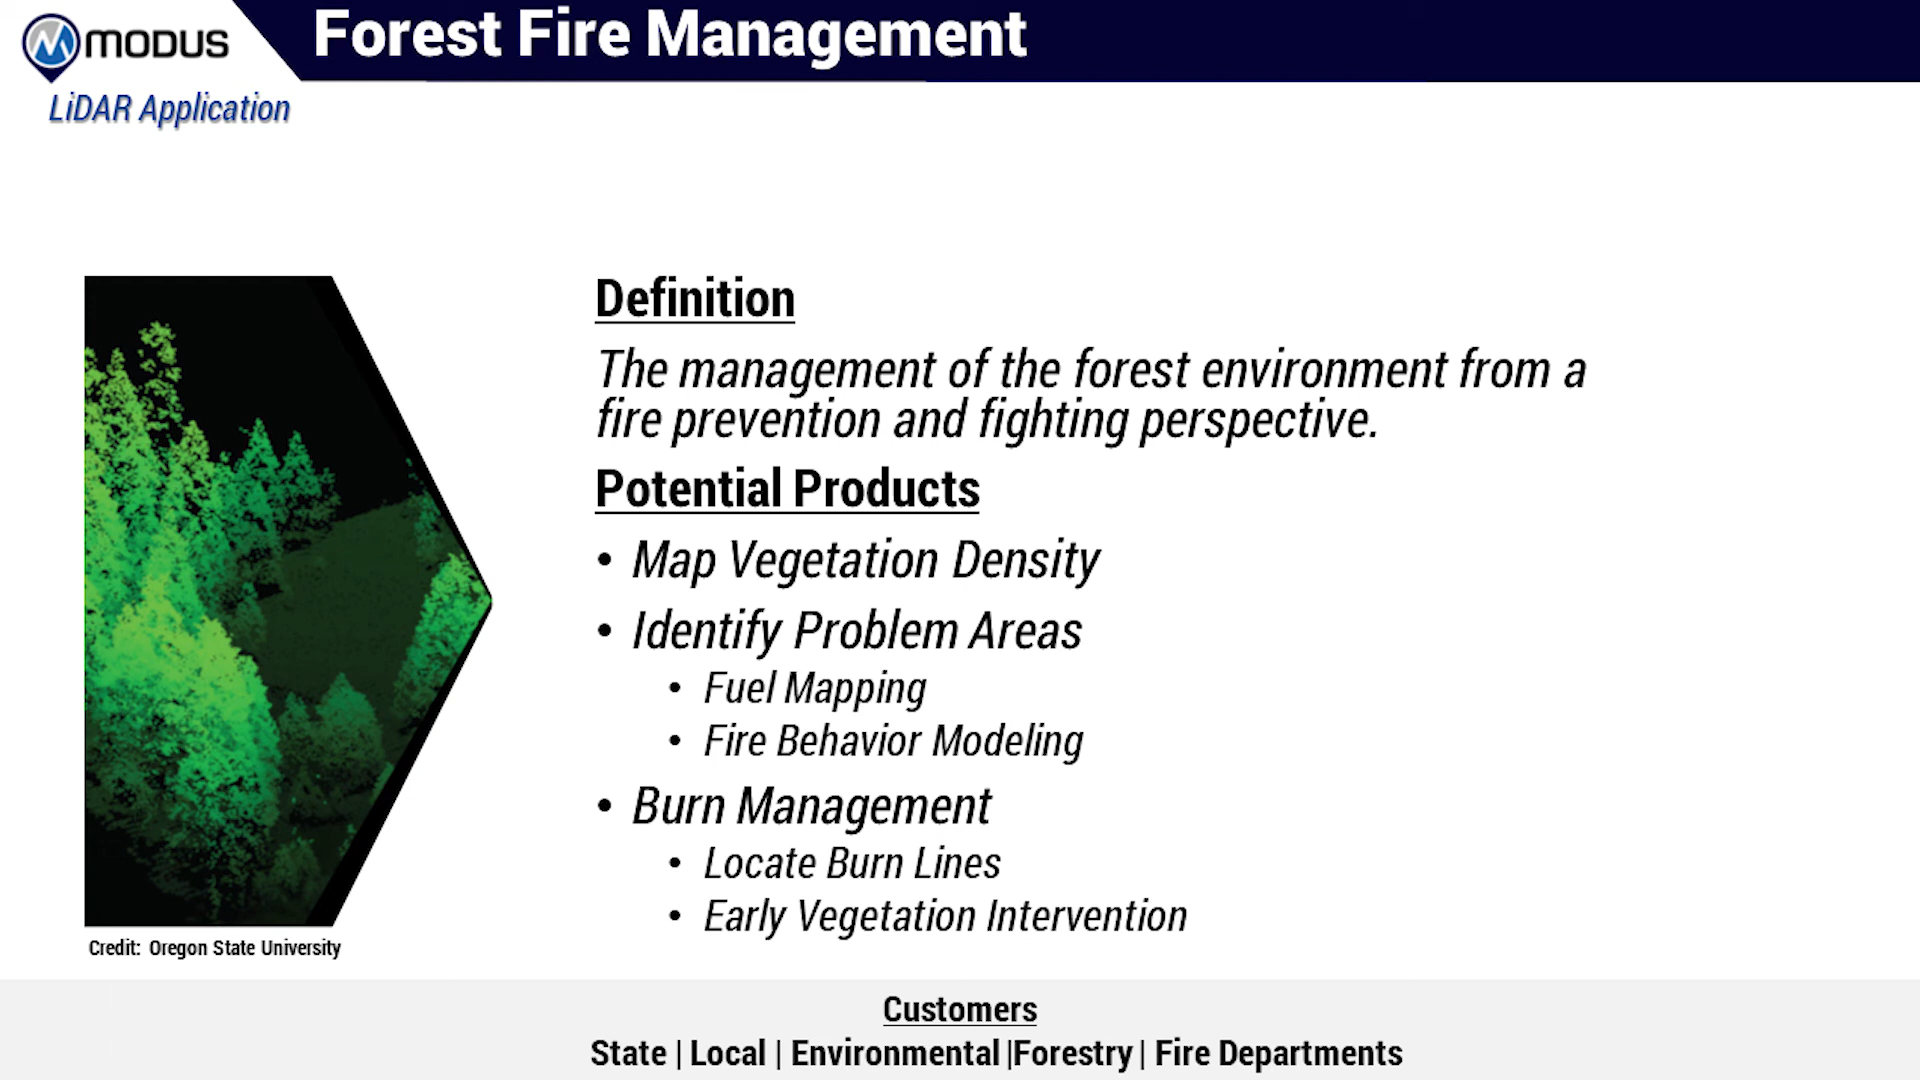 MODUS
Forest Fire Management
LiDAR Application
Definition
The management of the forest environment from a
fire prevention and fighting perspective.
Potential Products
• Map Vegetation Density
• Identify Problem Areas
• Fuel Mapping
• Fire Behavior Modeling
• Burn Management
• Locate Burn Lines
• Early Vegetation Intervention
Credit: Oregon State University
Customers
State | Local | Environmental |Forestry | Fire Departments